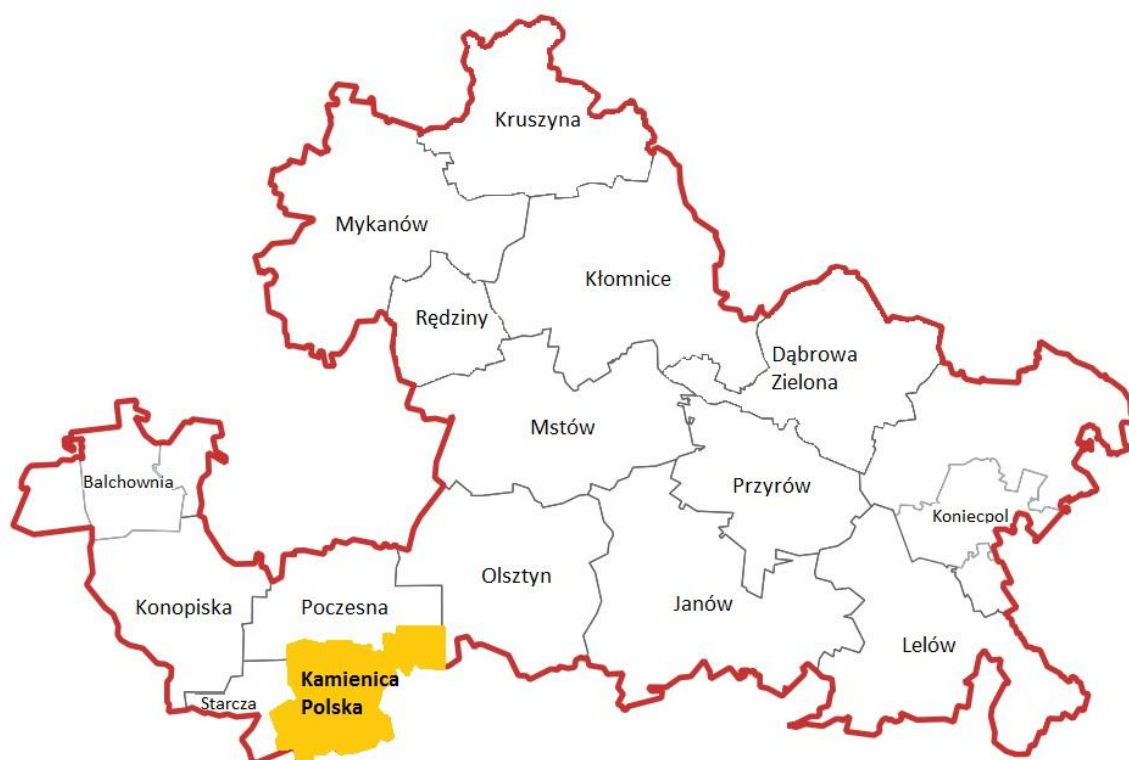 Kruszyna
Mykanów
Kłomnice
Rędziny
Dąbrowa
Zielona
Mstów
Balchownia
Przyrów
Koniecpol
Olsztyn
Konopiska
Poczesna
Janów
Lelów
Kamienica
Polska
Starcza